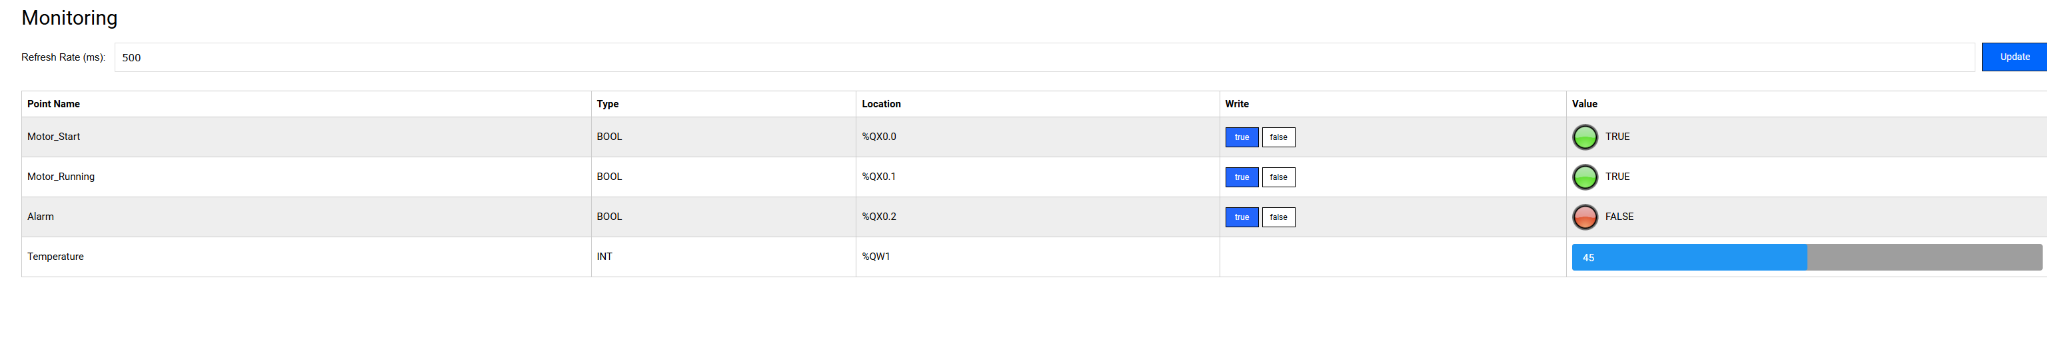 Monitoring
Refresh Rate (ms): 500 Update
Point Name Type Location Write Value
Motor_Start BOOL %QX0.0 true false TRUE
Motor_Running BOOL %QX0.1 true false TRUE
Alarm BOOL %QX0.2 true false FALSE
Temperature INT %QW1 45